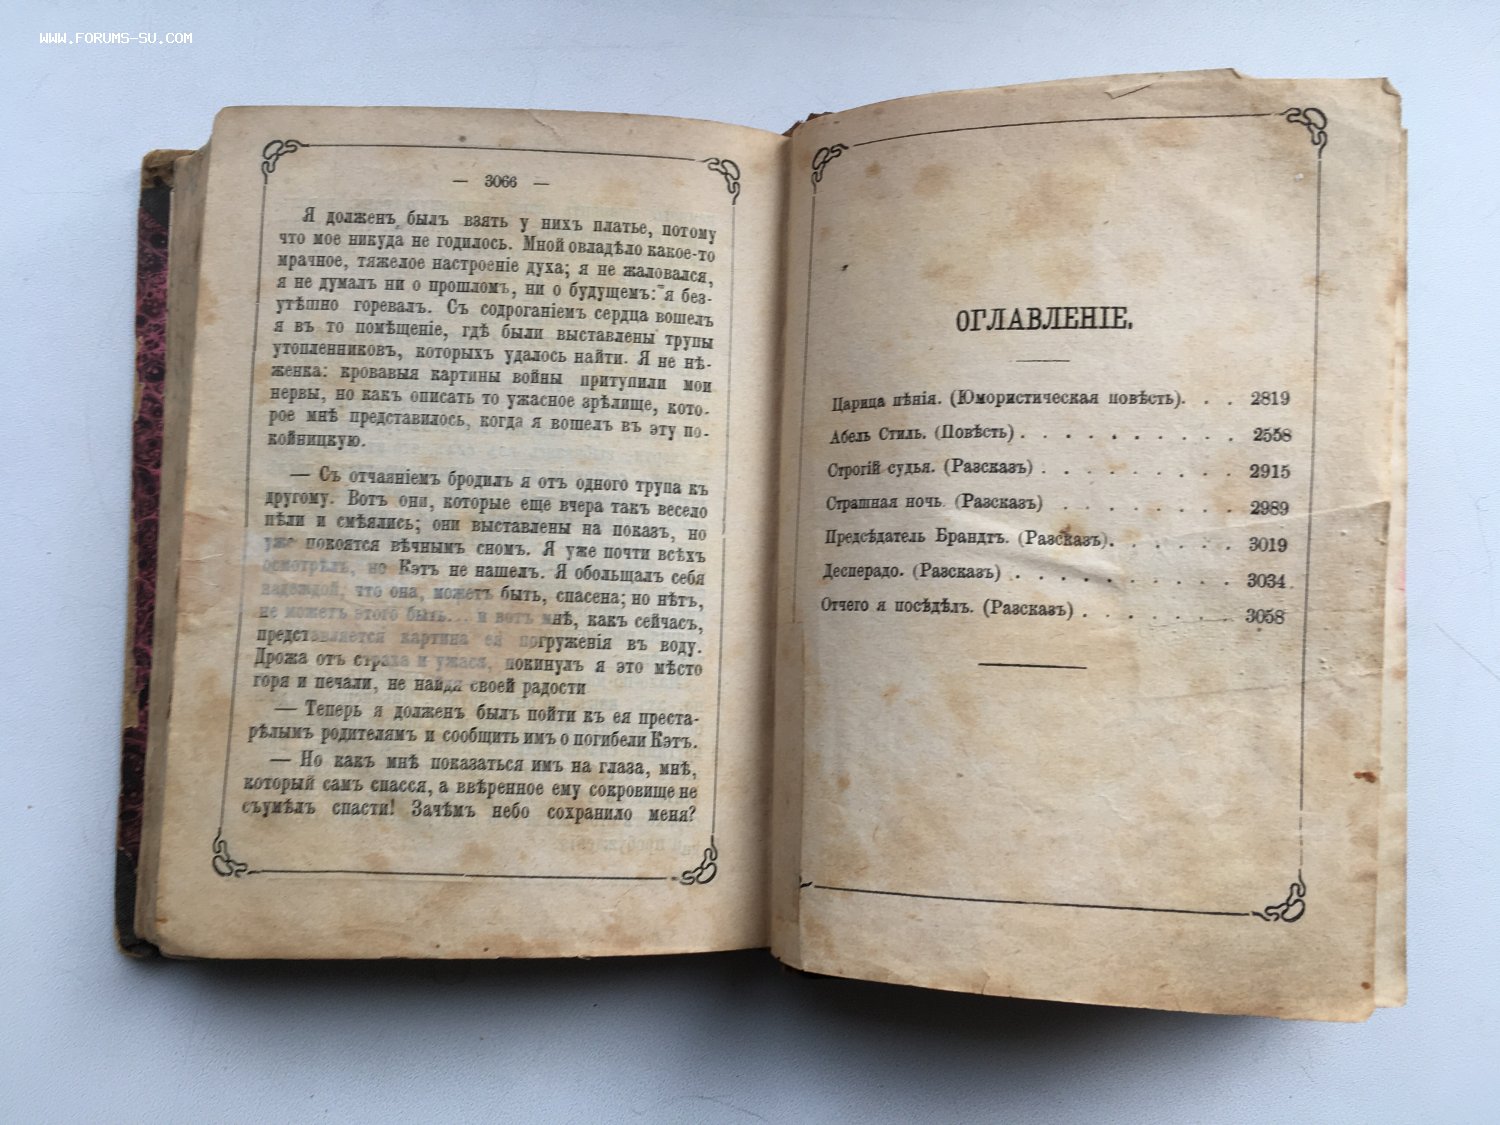 WWW.FORUMS-SU.COM
— 3066 —
Я долженъ былъ взять у нихъ платье, потому
что мое никуда не годилось. Мной овладѣло какое-то
мрачное, тяжелое настроеніе духа; я не жаловался,
я не думалъ ни о прошломъ, ни о будущемъ: я без-
утѣшно горевалъ. Съ содроганіемъ сердца вошелъ
я въ то помѣщеніе, гдѣ были выставлены трупы
утопленниковъ, которыхъ удалось найти. Я не нѣ-
женка: кровавыя картины войны притупили мои
нервы, но какъ описать то ужасное зрѣлище, кото-
рое мнѣ представилось, когда я вошелъ въ эту по-
койницкую.
— Съ отчаяніемъ бродилъ я отъ одного трупа къ
другому. Вотъ они, которые еще вчера такъ весело
пѣли и смѣялись; они выставлены на показъ, но
уже покоятся вѣчнымъ сномъ. Я уже почти всѣхъ
осмотрѣлъ, но Кэтъ не нашелъ. Я обольщалъ себя
надеждой, что она, можетъ быть, спасена; но нѣтъ,
не можетъ этого быть... и вотъ мнѣ, какъ сейчасъ,
представляется картина ея погруженія въ воду.
Дрожа отъ страха и ужаса, покинулъ я это мѣсто
горя и печали, не найдя своей радости
— Теперь я долженъ былъ пойти къ ея преста-
рѣлымъ родителямъ и сообщить имъ о погибели Кэтъ.
— Но какъ мнѣ показаться имъ на глаза, мнѣ,
который самъ спасся, а ввѣренное ему сокровище не
съумѣлъ спасти! Зачѣмъ небо сохранило меня?
ОГЛАВЛЕНІЕ.
Царица пѣнія. (Юмористическая повѣсть). . . 2819
Абель Стиль. (Повѣсть) . . . . . . . . . . 2558
Строгій судья. (Разсказъ) . . . . . . . . . 2915
Страшная ночь. (Разсказъ) . . . . . . . . 2989
Предсѣдатель Брандтъ. (Разсказъ). . . . . . 3019
Десперадо. (Разсказъ) . . . . . . . . . . 3034
Отчего я посѣдѣлъ. (Разсказъ) . . . . . . . 3058